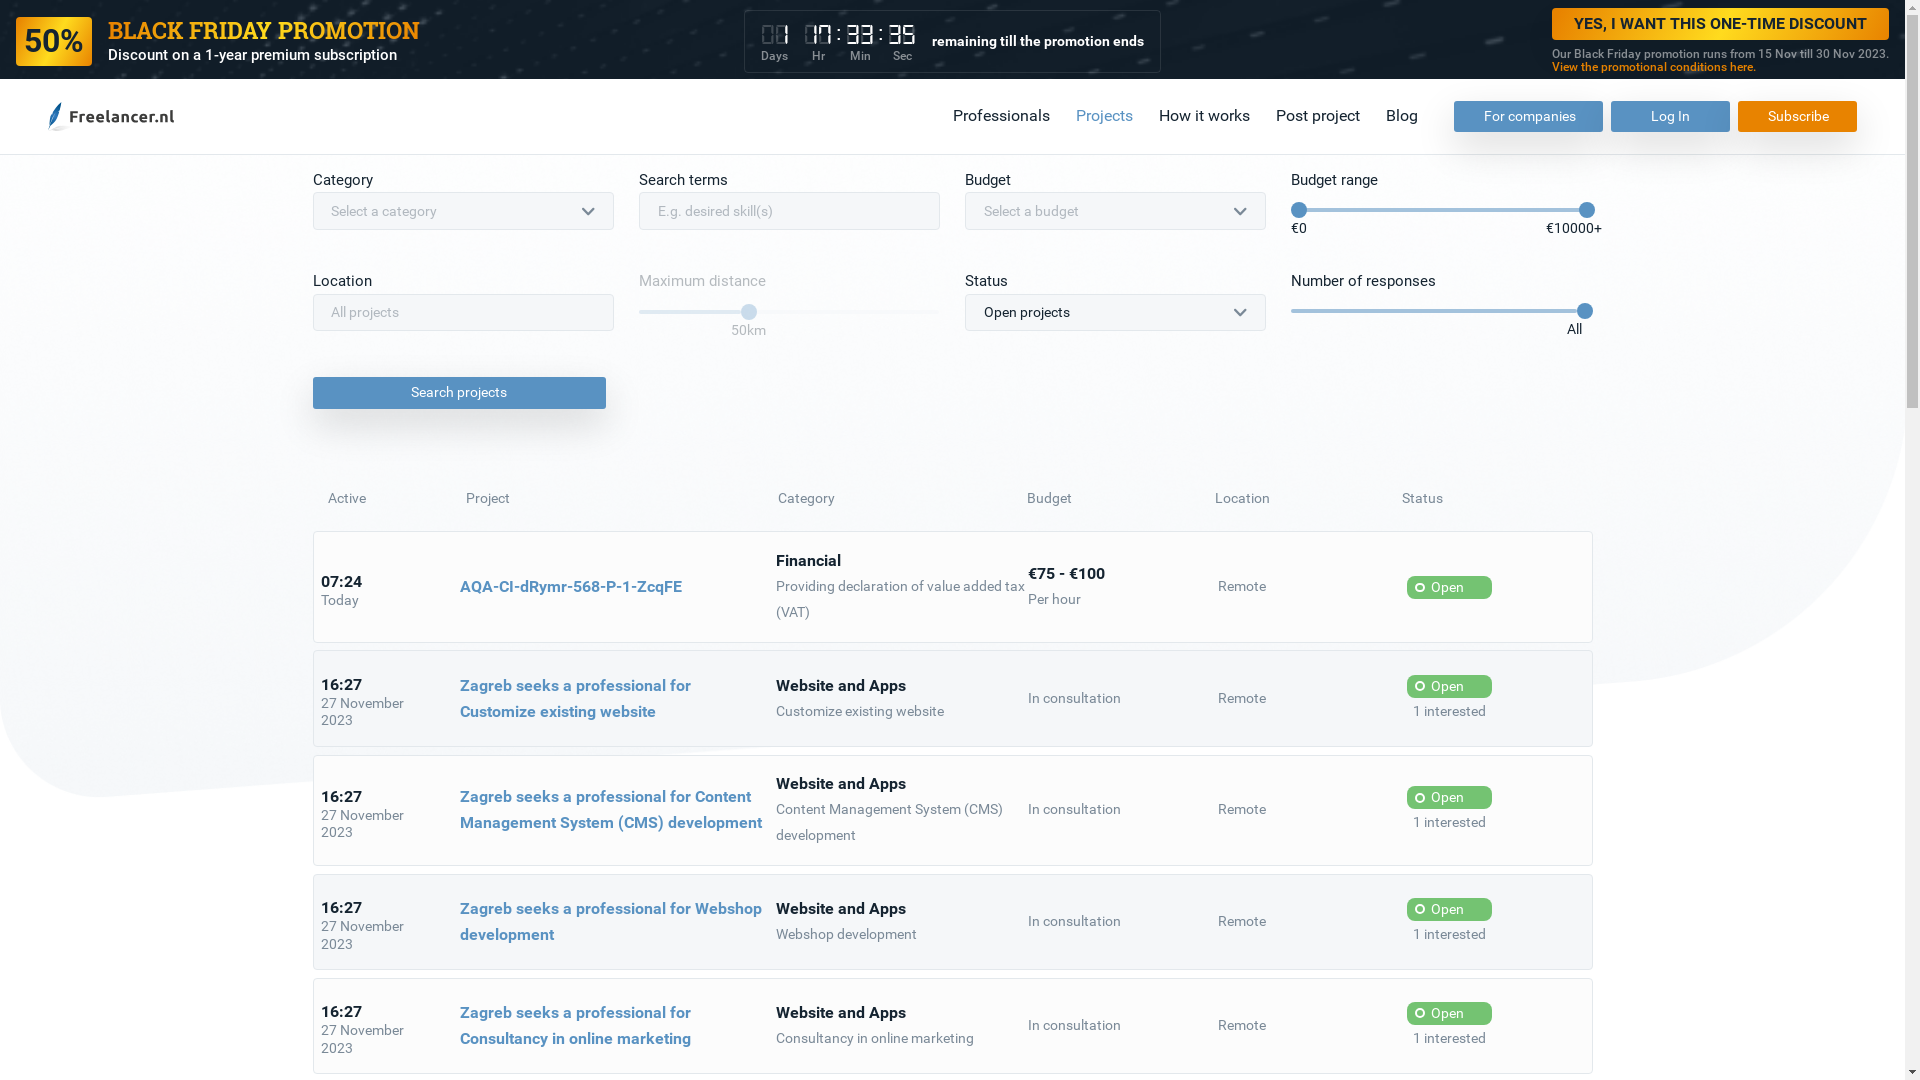 50%
BLACK FRIDAY PROMOTION
Discount on a 1-year premium subscription
1 17 : 33 : 35
Days Hr Min Sec
remaining till the promotion ends
YES, I WANT THIS ONE-TIME DISCOUNT
Our Black Friday promotion runs from 15 Nov till 30 Nov 2023.
View the promotional conditions here.
Freelancer.nl
Professionals Projects How it works Post project Blog For companies Log In Subscribe
Category Search terms Budget Budget range
Select a category E.g. desired skill(s) Select a budget
€0 €10000+
Location Maximum distance Status Number of responses
All projects Open projects
50km All
Search projects
Active Project Category Budget Location Status
07:24
Today
AQA-CI-dRymr-568-P-1-ZcqFE
Financial
Providing declaration of value added tax
(VAT)
€75 - €100
Per hour
Remote
Open
16:27
27 November
2023
Zagreb seeks a professional for
Customize existing website
Website and Apps
Customize existing website
In consultation
Remote
Open
1 interested
16:27
27 November
2023
Zagreb seeks a professional for Content
Management System (CMS) development
Website and Apps
Content Management System (CMS)
development
In consultation
Remote
Open
1 interested
16:27
27 November
2023
Zagreb seeks a professional for Webshop
development
Website and Apps
Webshop development
In consultation
Remote
Open
1 interested
16:27
27 November
2023
Zagreb seeks a professional for
Consultancy in online marketing
Website and Apps
Consultancy in online marketing
In consultation
Remote
Open
1 interested